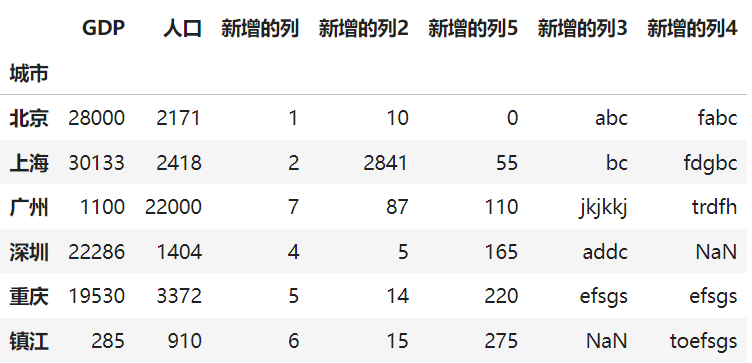 GDP 人口 新增的列 新增的列2 新增的列5 新增的列3 新增的列4
城市
北京 28000 2171 1 10 0 abc fabc
上海 30133 2418 2 2841 55 bc fdgbc
广州 1100 22000 7 87 110 jkjkkj trdfh
深圳 22286 1404 4 5 165 addc NaN
重庆 19530 3372 5 14 220 efsgs efsgs
镇江 285 910 6 15 275 NaN toefsgs